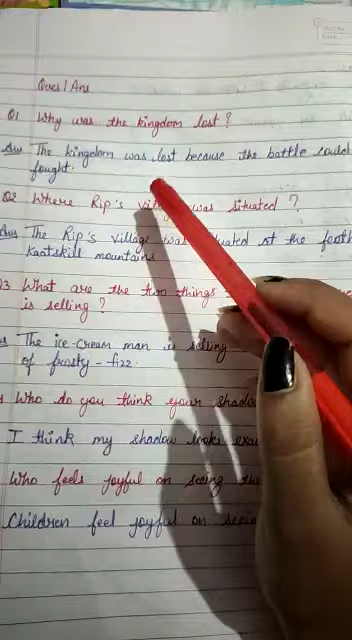 Ques/Ans
Q1 Why was the kingdom lost?
Ans The kingdom was lost because the battle could
fought.
Q2 Where Rip's was situated?
Ans The Rip's village was situated at the
Kaatskill mountains
3 What are the two things
is selling?
The ice-cream man is selling
of frosty-fizz.
Who do you think your shadow
I think my shadow looks
Who feels joyful on seeing the
Children feel joyful on